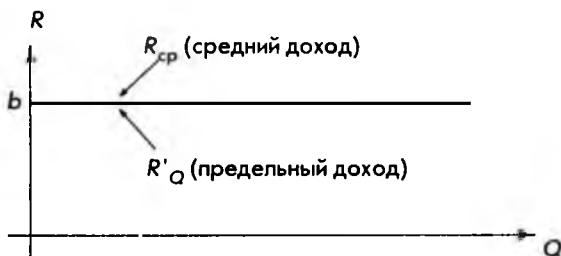 R
R_ср (средний доход)
b
R'_Q (предельный доход)
Q